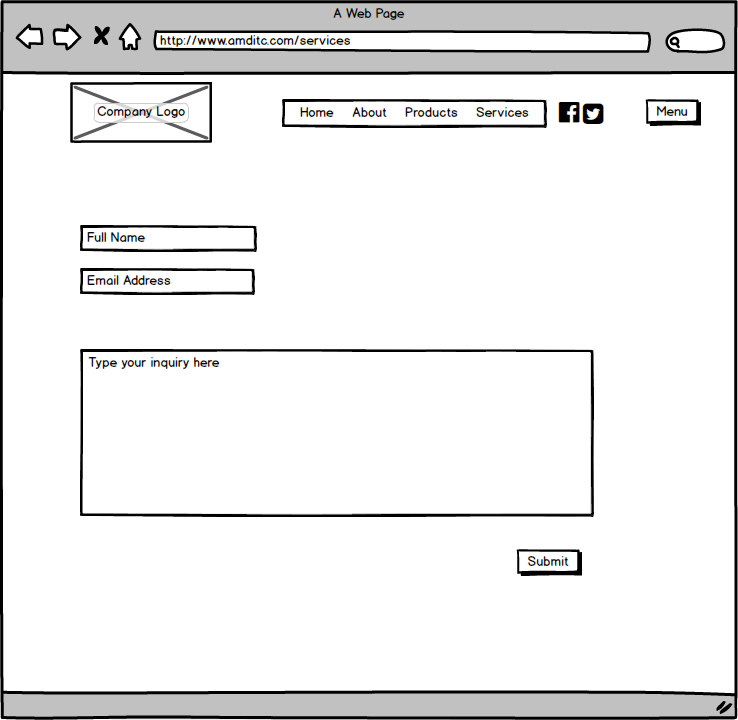 A Web Page
http://www.amditc.com/services
Company Logo
Home About Products Services
Menu
Full Name
Email Address
Type your inquiry here
Submit